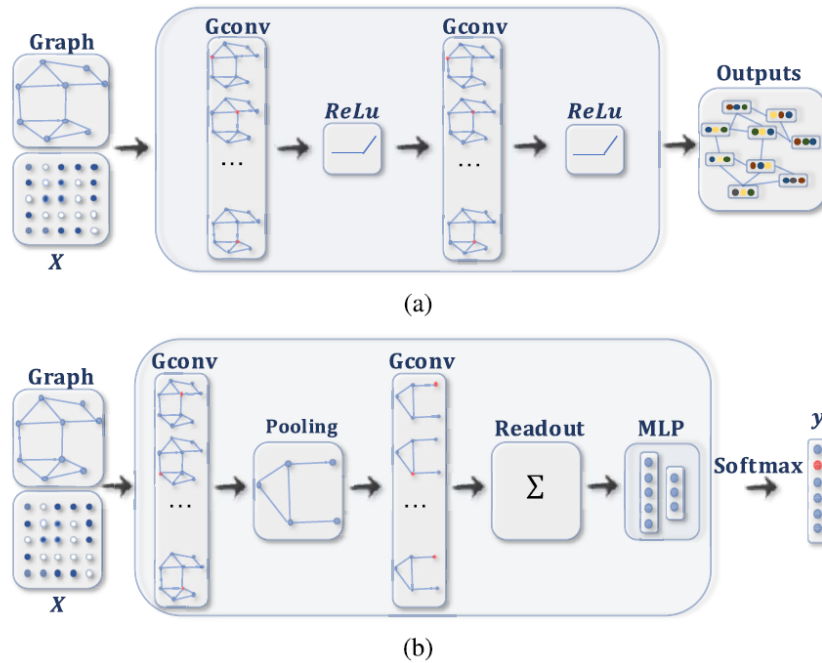 Graph
Gconv
Gconv
ReLu
ReLu
Outputs
...
...
X
(a)
Graph
Gconv
Gconv
Pooling
Readout
MLP
y
Softmax
Σ
...
...
X
(b)